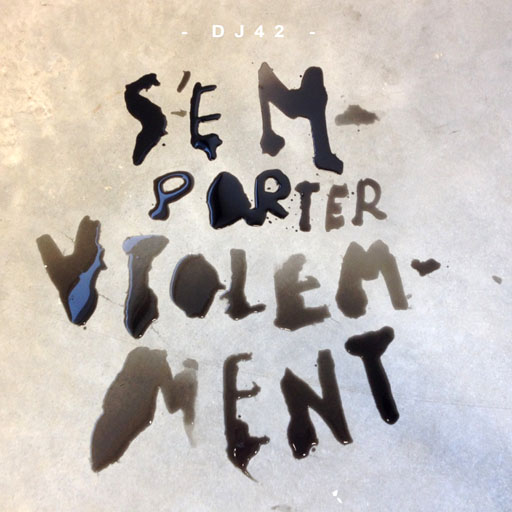 - DJ42 -
S'EM-
PORTER
VIOLEM-
MENT